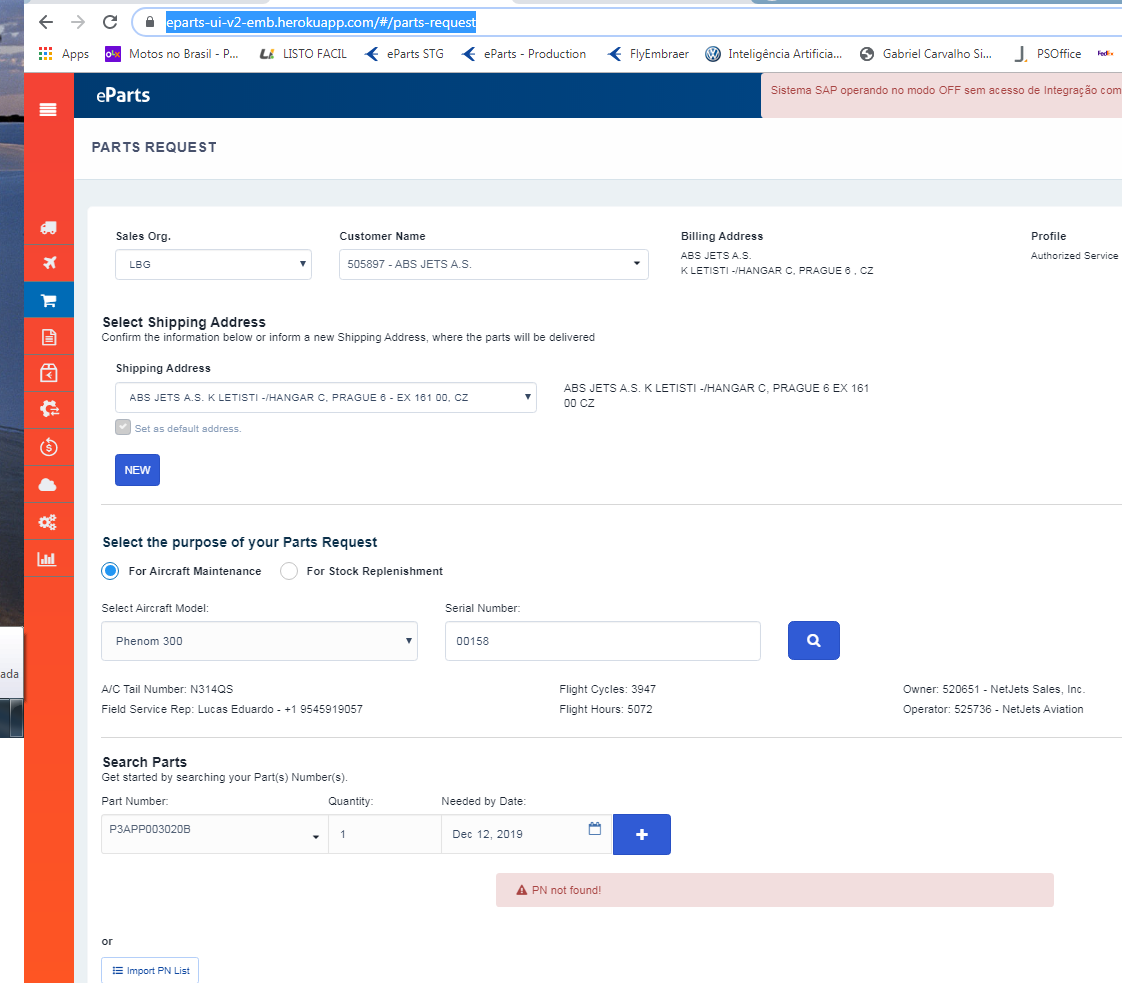 eparts-ui-v2-emb.herokuapp.com/#/parts-request
Apps olx Motos no Brasil - P... LISTO FACIL eParts STG eParts - Production FlyEmbraer Inteligência Artificia... Gabriel Carvalho Si... PSOffice FedEx
eParts
Sistema SAP operando no modo OFF sem acesso de Integração com
PARTS REQUEST
Sales Org. Customer Name Billing Address Profile
LBG 505897 - ABS JETS A.S. ABS JETS A.S. Authorized Service
K LETISTI -/HANGAR C, PRAGUE 6 , CZ
Select Shipping Address
Confirm the information below or inform a new Shipping Address, where the parts will be delivered
Shipping Address
ABS JETS A.S. K LETISTI -/HANGAR C, PRAGUE 6 - EX 161 00, CZ
ABS JETS A.S. K LETISTI -/HANGAR C, PRAGUE 6 EX 161
00 CZ
Set as default address.
NEW
Select the purpose of your Parts Request
For Aircraft Maintenance For Stock Replenishment
Select Aircraft Model: Serial Number:
Phenom 300 00158
ada
A/C Tail Number: N314QS Flight Cycles: 3947 Owner: 520651 - NetJets Sales, Inc.
Field Service Rep: Lucas Eduardo - +1 9545919057 Flight Hours: 5072 Operator: 525736 - NetJets Aviation
Search Parts
Get started by searching your Part(s) Number(s).
Part Number: Quantity: Needed by Date:
P3APP003020B 1 Dec 12, 2019
PN not found!
or
Import PN List